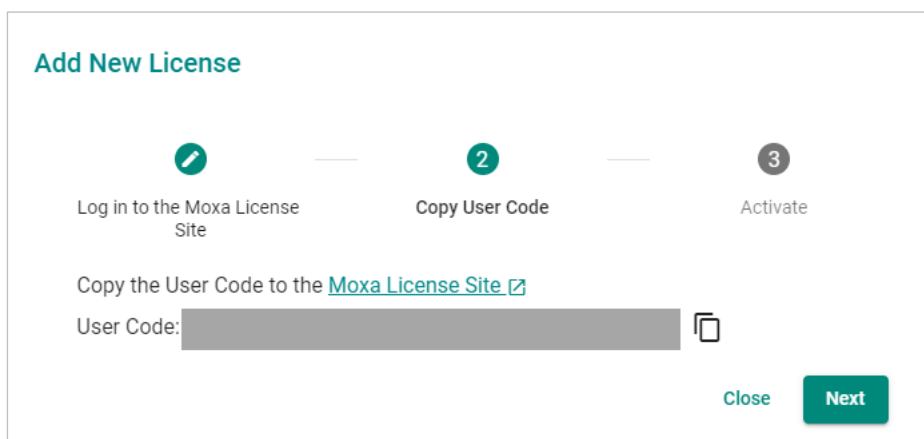 Add New License
2
3
Log in to the Moxa License
Site
Copy User Code
Activate
Copy the User Code to the Moxa License Site
User Code:
Close
Next